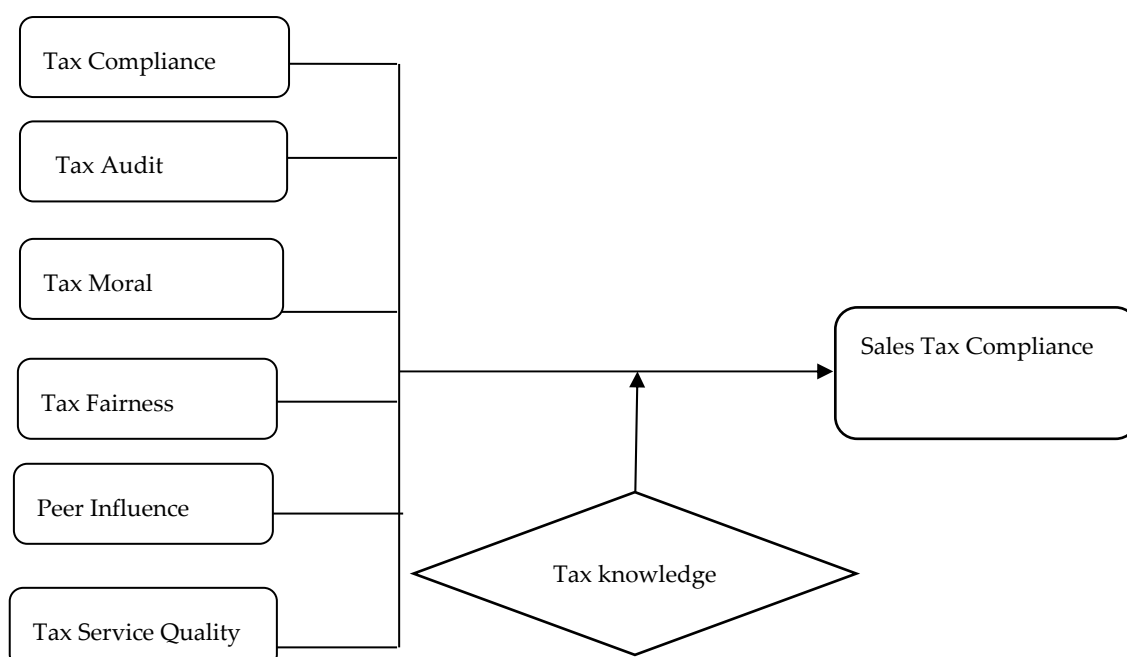 Tax Compliance
Tax Audit
Tax Moral
Tax Fairness
Peer Influence
Tax Service Quality
Sales Tax Compliance
Tax knowledge